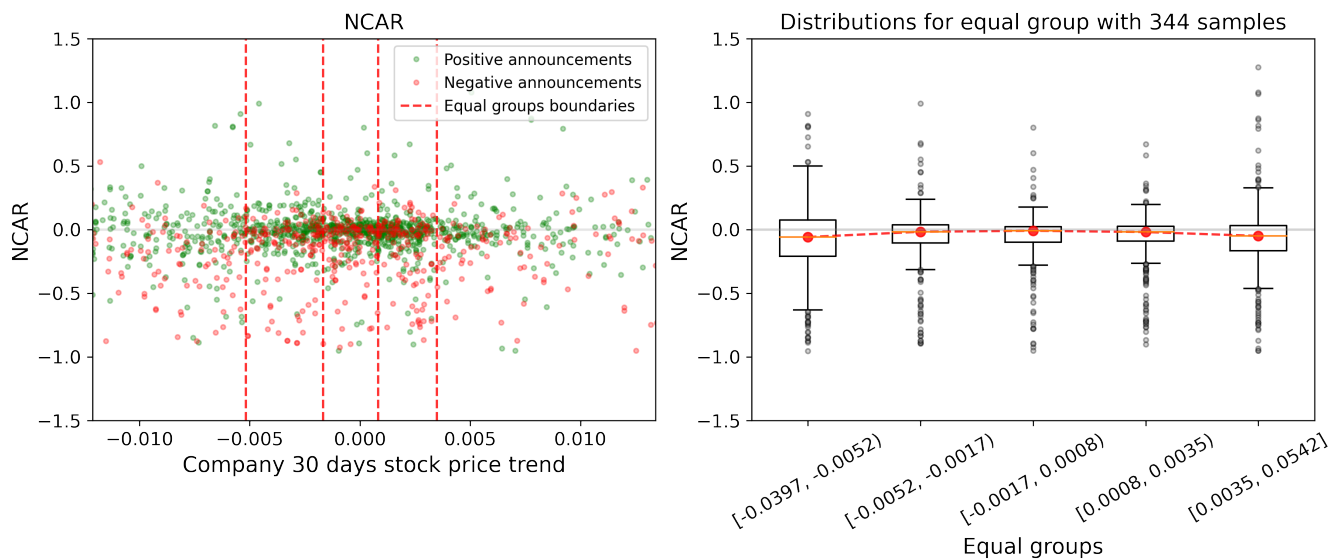 NCAR
1.5
1.0
0.5
0.0
−0.5
−1.0
−1.5
NCAR
Positive announcements
Negative announcements
Equal groups boundaries
−0.010
−0.005
0.000
0.005
0.010
Company 30 days stock price trend
Distributions for equal group with 344 samples
1.5
1.0
0.5
0.0
−0.5
−1.0
−1.5
NCAR
[-0.0397, -0.0052)
[-0.0052, -0.0017)
[-0.0017, 0.0008)
[0.0008, 0.0035)
[0.0035, 0.0542]
Equal groups